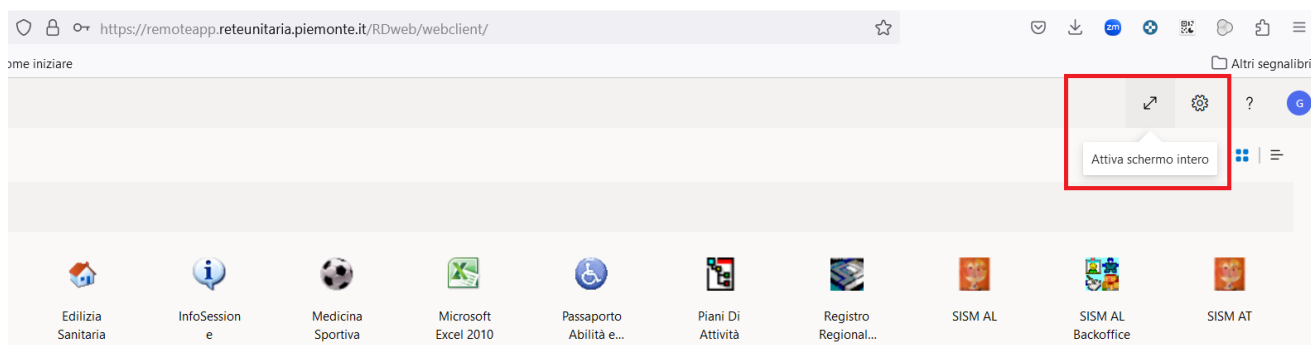 https://remoteapp.reteunitaria.piemonte.it/RDweb/webclient/
zm
ome iniziare
Altri segnalibri
?
G
Attiva schermo intero
Edilizia
Sanitaria
InfoSession
e
Medicina
Sportiva
Microsoft
Excel 2010
Passaporto
Abilità e...
Piani Di
Attività
Registro
Regional...
SISM AL
SISM AL
Backoffice
SISM AT